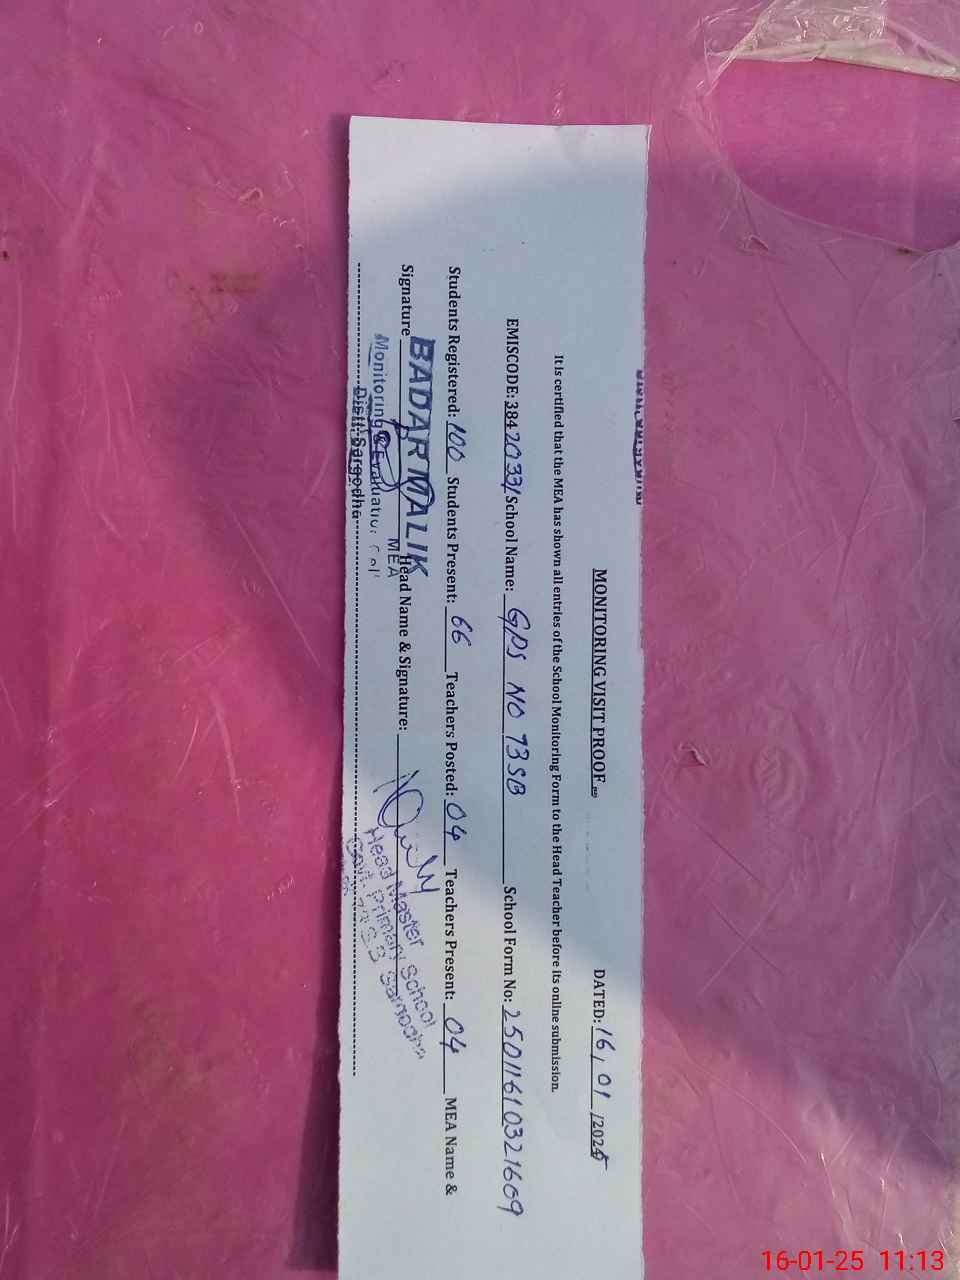 MONITORING VISIT PROOF DATED: 16, 01 /2025
It is certified that the MEA has shown all entries of the School Monitoring Form to the Head Teacher before its online submission.
EMISCODE: 38420331 School Name: GPS NO 73SB School Form No: 25011610321609
Students Registered: 100 Students Present: 66 Teachers Posted: 04 Teachers Present: 04 MEA Name &
Signature BADAR MALIK Head Name & Signature:
MEA
Monitoring & Evaluation
Distt: Sargodha
Head Master
Govt. Primary School
S B Sargodha
16-01-25 11:13